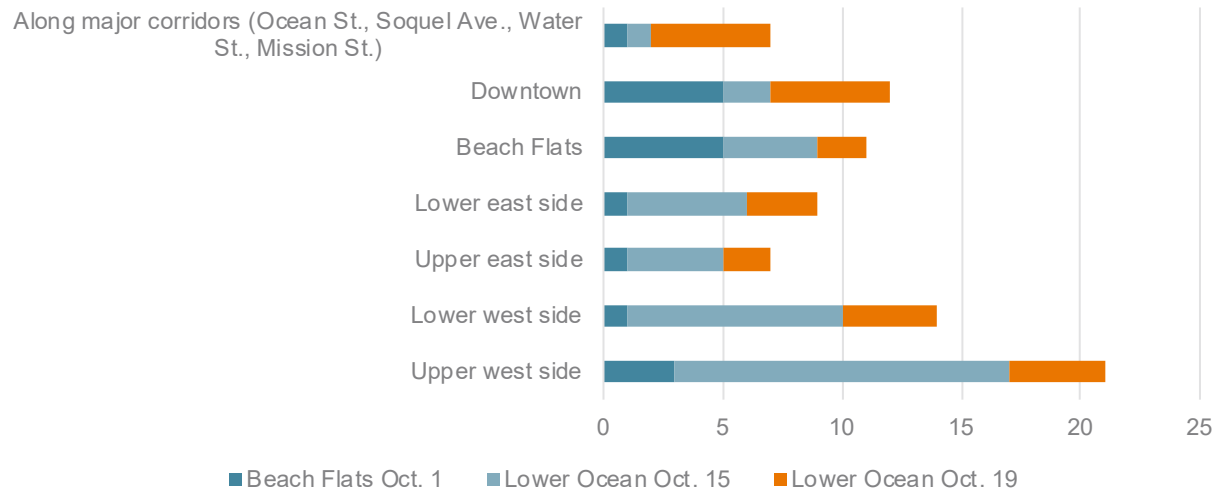 Along major corridors (Ocean St., Soquel Ave., Water
St., Mission St.)
Downtown
Beach Flats
Lower east side
Upper east side
Lower west side
Upper west side
0 5 10 15 20 25
Beach Flats Oct. 1 Lower Ocean Oct. 15 Lower Ocean Oct. 19